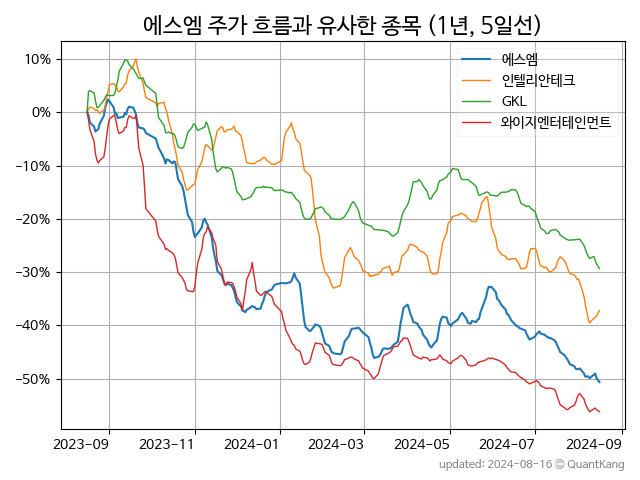 에스엠 주가 흐름과 유사한 종목 (1년, 5일선)
에스엠
인텔리안테크
GKL
와이지엔터테인먼트
10%
0%
−10%
−20%
−30%
−40%
−50%
2023-09 2023-11 2024-01 2024-03 2024-05 2024-07 2024-09
updated: 2024-08-16 © QuantKang